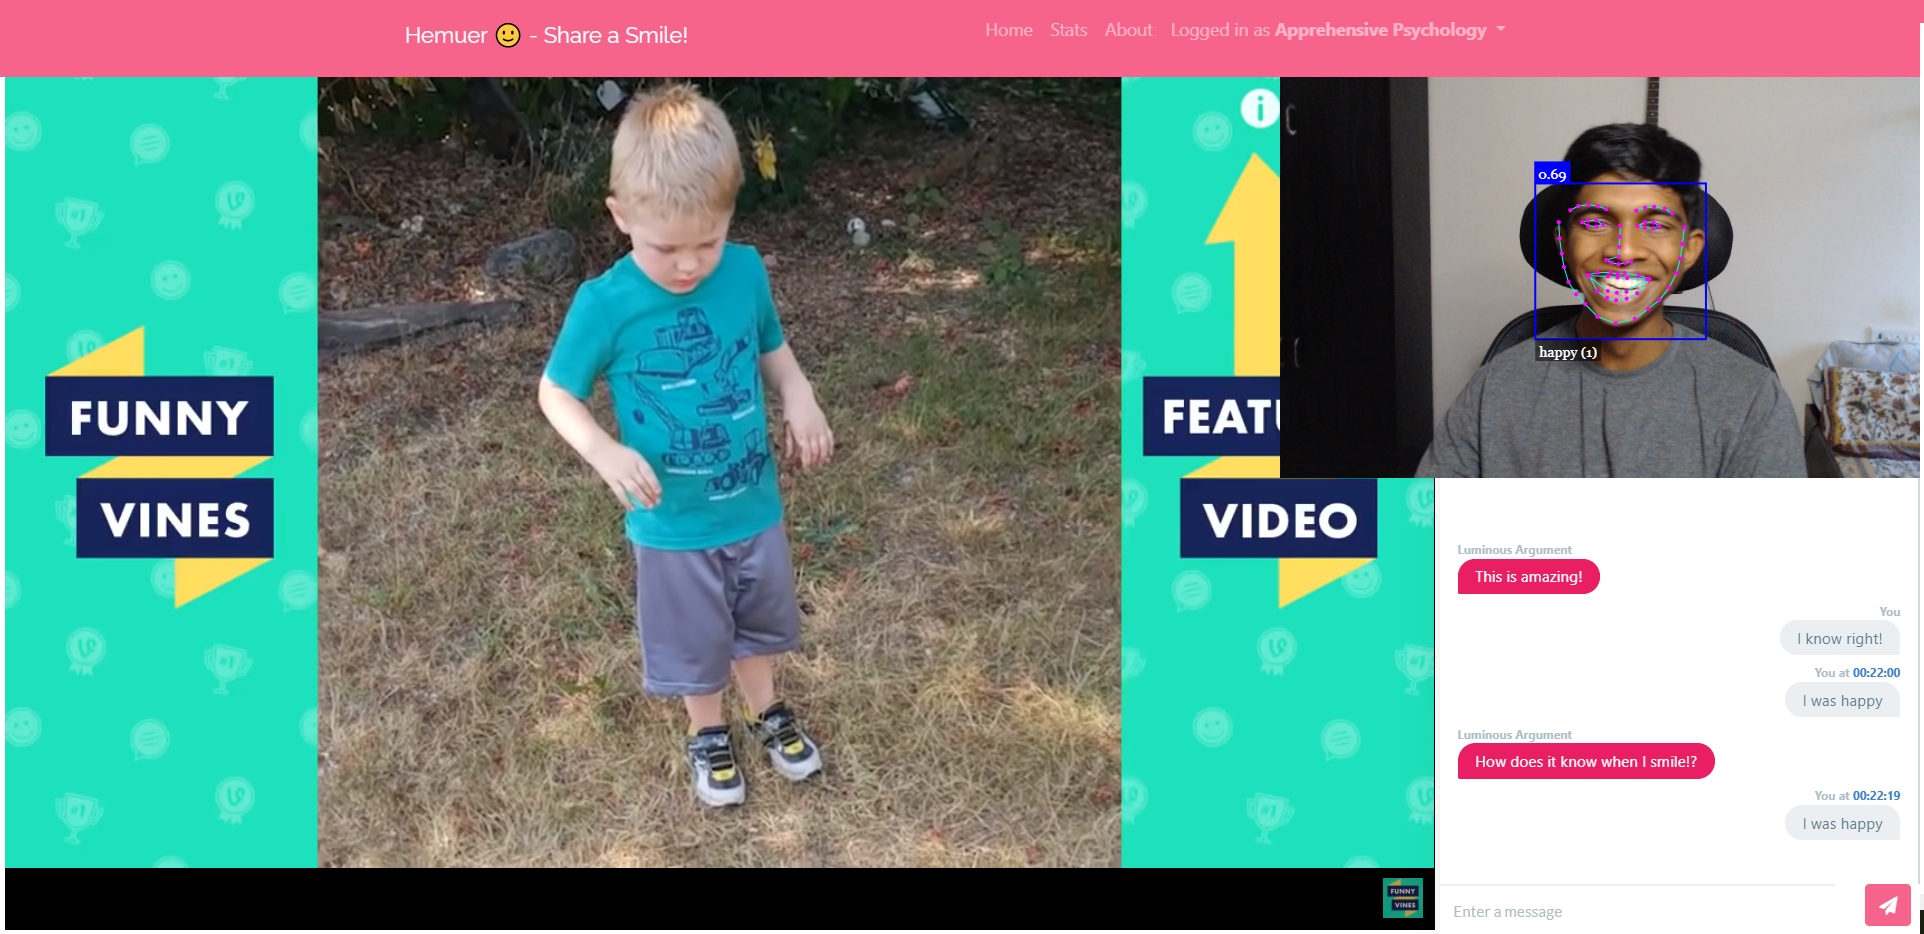 Hemuer 🙂 - Share a Smile!
Home Stats About Logged in as Apprehensive Psychology
FUNNY
VINES
FEATU
VIDEO
0.69
happy (1)
Luminous Argument
This is amazing!
You
I know right!
You at 00:22:00
I was happy
Luminous Argument
How does it know when I smile!?
You at 00:22:19
I was happy
Enter a message
FUNNY
VINES